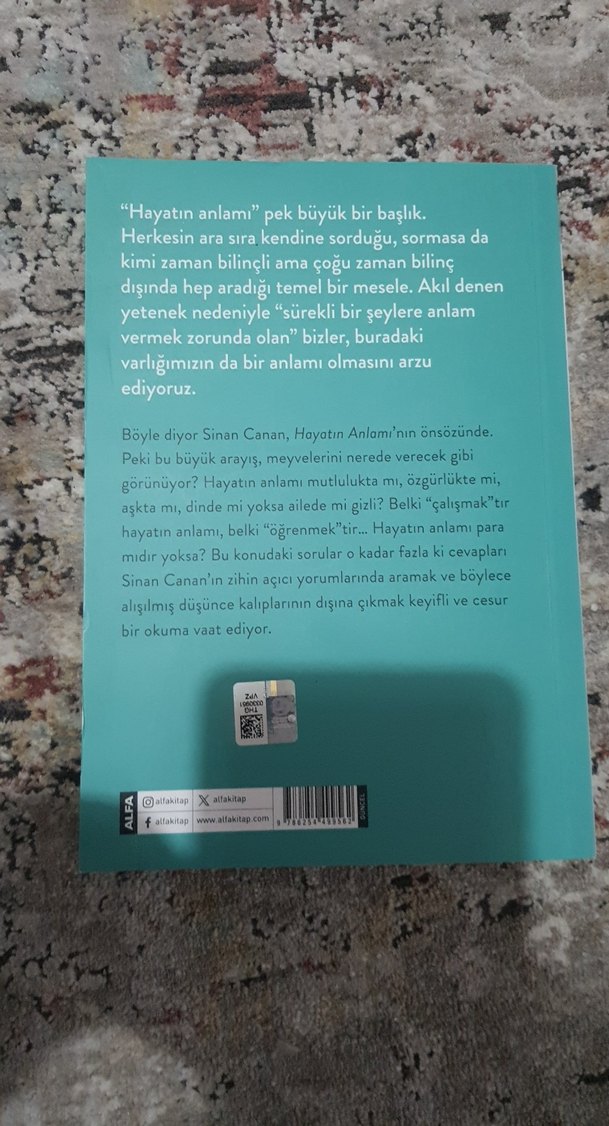 “Hayatın anlamı” pek büyük bir başlık.
Herkesin ara sıra kendine sorduğu, sormasa da
kimi zaman bilinçli ama çoğu zaman bilinç
dışında hep aradığı temel bir mesele. Akıl denen
yetenek nedeniyle “sürekli bir şeylere anlam
vermek zorunda olan” bizler, buradaki
varlığımızın da bir anlamı olmasını arzu
ediyoruz.
Böyle diyor Sinan Canan, Hayatın Anlamı’nın önsözünde.
Peki bu büyük arayış, meyvelerini nerede verecek gibi
görünüyor? Hayatın anlamı mutlulukta mı, özgürlükte mi,
aşkta mı, dinde mi yoksa ailede mi gizli? Belki “çalışmak”tır
hayatın anlamı, belki “öğrenmek”tir... Hayatın anlamı para
mıdır yoksa? Bu konudaki sorular o kadar fazla ki cevapları
Sinan Canan’ın zihin açıcı yorumlarında aramak ve böylece
alışılmış düşünce kalıplarının dışına çıkmak keyifli ve cesur
bir okuma vaat ediyor.
THG
0330961
VPZ
ALFA
alfakitap
X alfakitap
f alfakitap
www.alfakitap.com
GÜNCEL